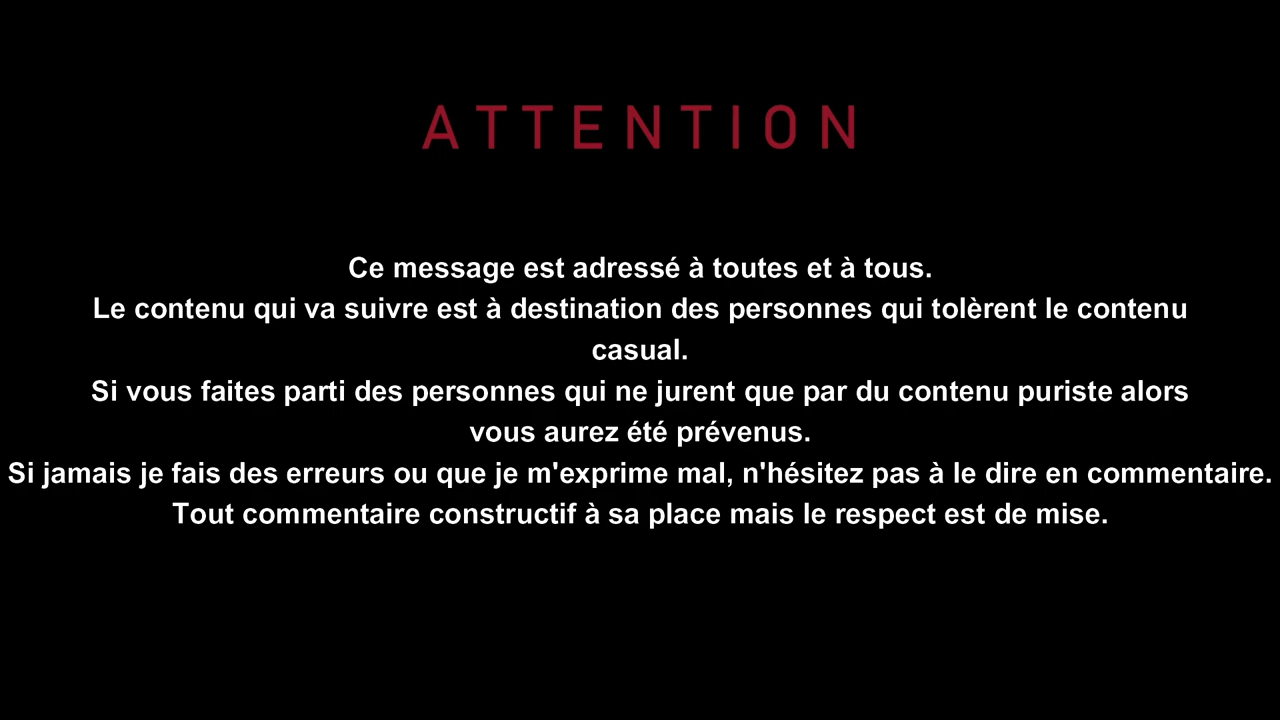 ATTENTION
Ce message est adressé à toutes et à tous.
Le contenu qui va suivre est à destination des personnes qui tolèrent le contenu
casual.
Si vous faites parti des personnes qui ne jurent que par du contenu puriste alors
vous aurez été prévenus.
Si jamais je fais des erreurs ou que je m'exprime mal, n'hésitez pas à le dire en commentaire.
Tout commentaire constructif à sa place mais le respect est de mise.